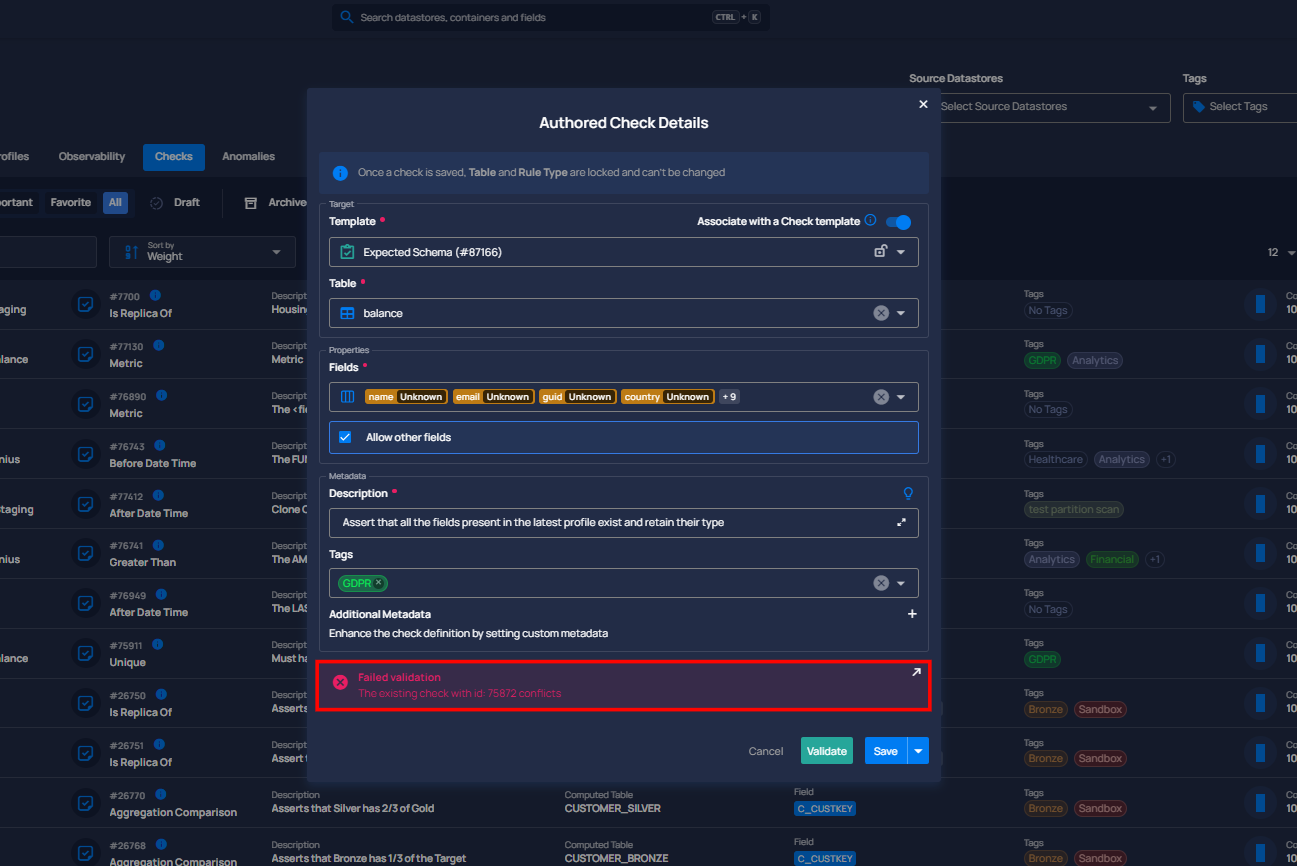 Search datastores, containers and fields CTRL + K
Source Datastores Tags
Select Source Datastores Select Tags
Authored Check Details
Observability Checks Anomalies
Once a check is saved, Table and Rule Type are locked and can't be changed
Favorite All Draft Archive
Target
Template * Associate with a Check template
Sort by
Weight
Expected Schema (#87166)
12
Table *
balance
#7700
Is Replica Of
Descript
Housin
Tags
No Tags
Properties
Fields *
#77130
Metric
Descript
Metric
Tags
GDPR Analytics
name Unknown email Unknown guid Unknown country Unknown +9
#76890
Metric
Descript
The <fi
Tags
No Tags
Allow other fields
#76743
Before Date Time
Descript
The FU
Tags
Healthcare Analytics +1
Metadata
Description *
#77412
After Date Time
Descript
Clone C
Tags
test partition scan
Assert that all the fields present in the latest profile exist and retain their type
#76741
Greater Than
Descript
The AM
Tags
Analytics Financial +1
Tags
GDPR
#76949
After Date Time
Descript
The LAS
Tags
No Tags
Additional Metadata +
Enhance the check definition by setting custom metadata
#75911
Unique
Descript
Must ha
Tags
GDPR
Failed validation
The existing check with id: 75872 conflicts
#26750
Is Replica Of
Descript
Asserts
Tags
Bronze Sandbox
#26751
Is Replica Of
Descript
Assert t
Tags
Bronze Sandbox
Cancel Validate Save
#26770
Aggregation Comparison
Description
Asserts that Silver has 2/3 of Gold
Computed Table
CUSTOMER_SILVER
Field
C_CUSTKEY
Tags
Bronze Sandbox
#26768
Aggregation Comparison
Description
Asserts that Bronze has 1/3 of the Target
Computed Table
CUSTOMER_BRONZE
Field
C_CUSTKEY
Tags
Bronze Sandbox